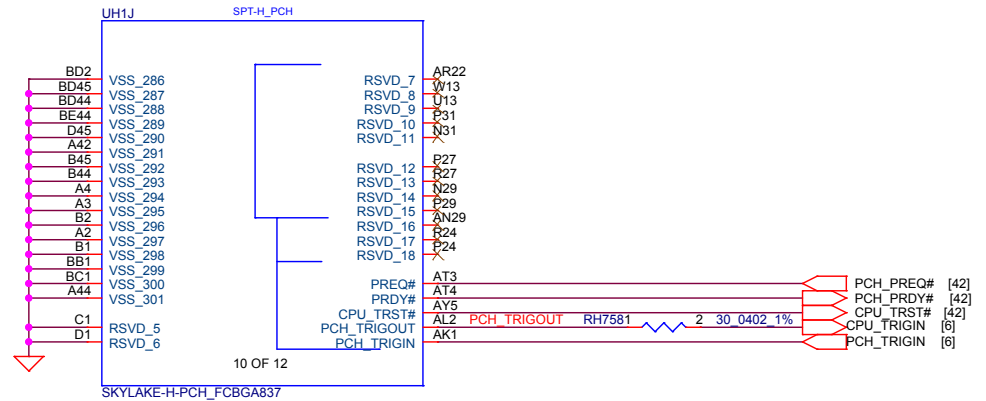 UH1J SPT-H_PCH
BD2 VSS_286 RSVD_7 AR22
BD45 VSS_287 RSVD_8 W13
BD44 VSS_288 RSVD_9 U13
BE44 VSS_289 RSVD_10 P31
D45 VSS_290 RSVD_11 N31
A42 VSS_291
B45 VSS_292 RSVD_12 P27
B44 VSS_293 RSVD_13 R27
A4 VSS_294 RSVD_14 N29
A3 VSS_295 RSVD_15 P29
B2 VSS_296 RSVD_16 AN29
A2 VSS_297 RSVD_17 R24
B1 VSS_298 RSVD_18 P24
BB1 VSS_299
BC1 VSS_300 PREQ# AT3 PCH_PREQ# [42]
A44 VSS_301 PRDY# AT4 PCH_PRDY# [42]
CPU_TRST# AY5 CPU_TRST# [42]
C1 RSVD_5 PCH_TRIGOUT AL2 PCH_TRIGOUT RH7581 2 30_0402_1% CPU_TRIGIN [6]
D1 RSVD_6 PCH_TRIGIN AK1 PCH_TRIGIN [6]
10 OF 12
SKYLAKE-H-PCH_FCBGA837